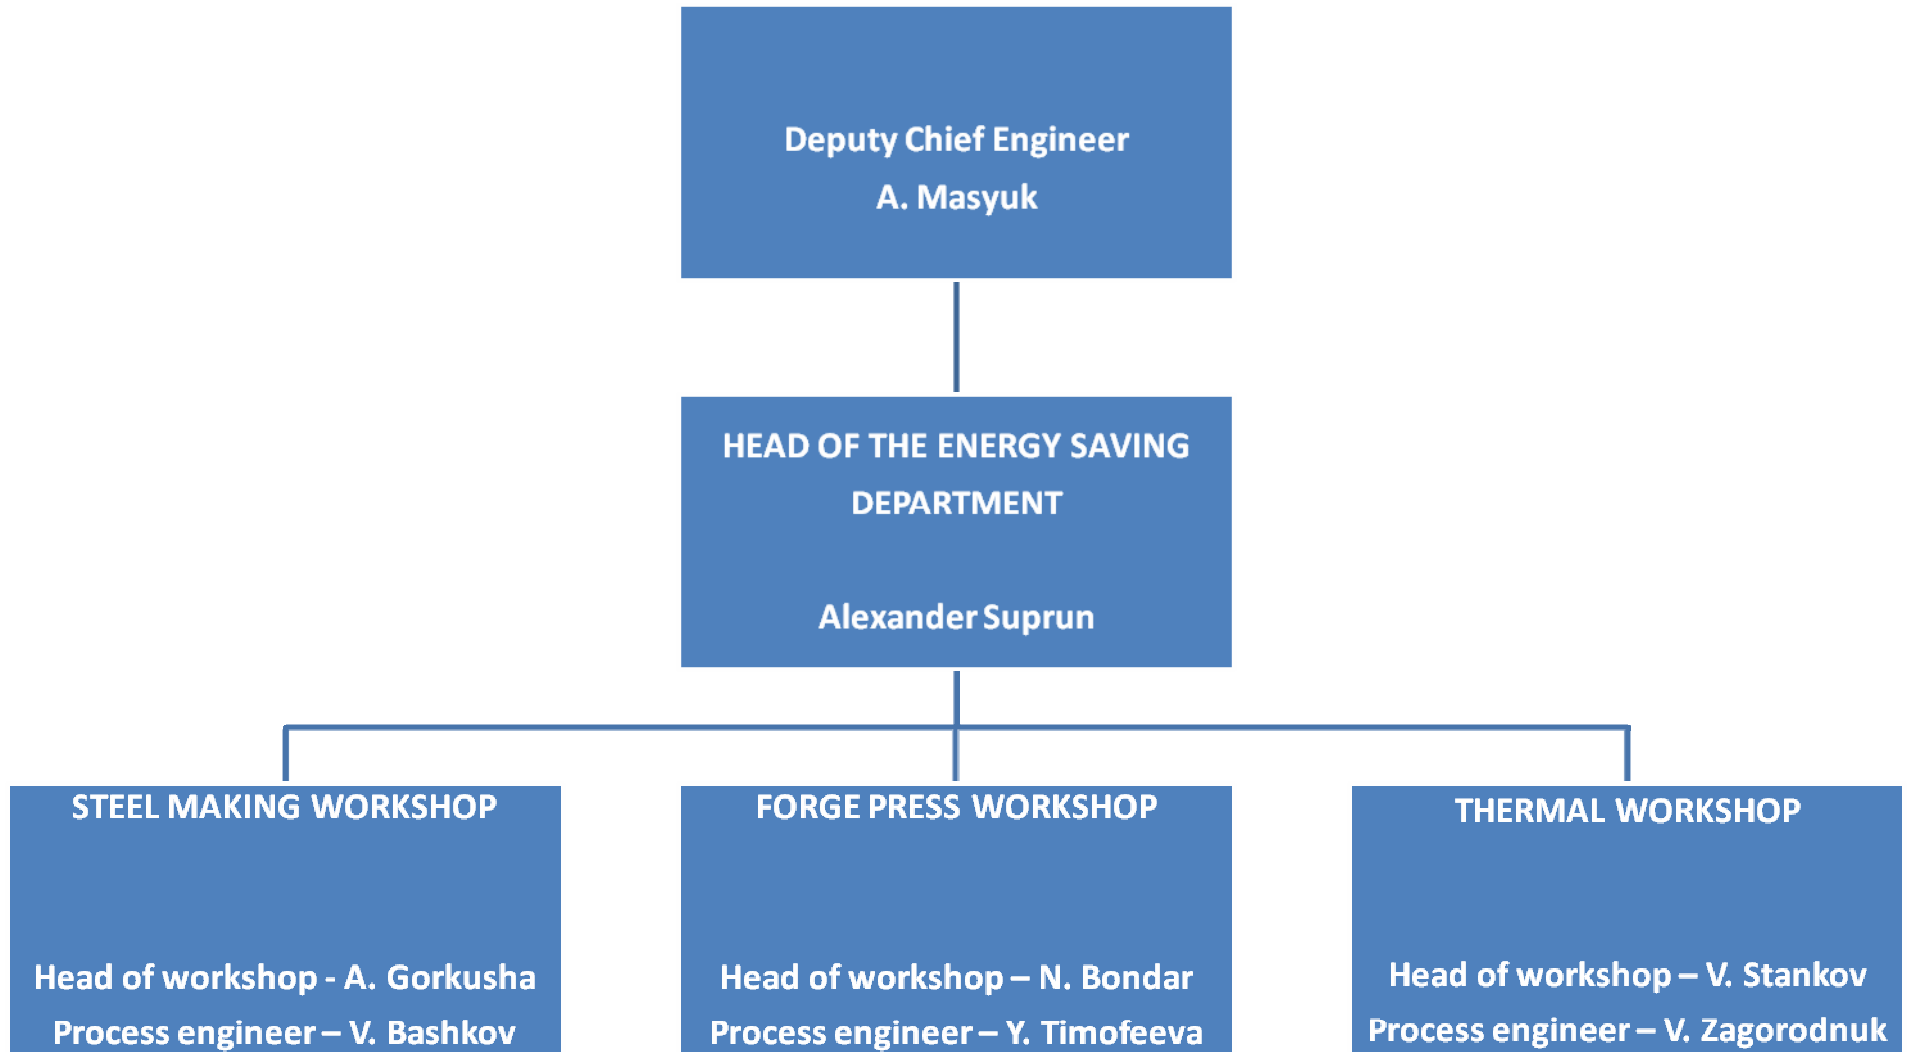 Deputy Chief Engineer
A. Masyuk
HEAD OF THE ENERGY SAVING
DEPARTMENT
Alexander Suprun
STEEL MAKING WORKSHOP
Head of workshop - A. Gorkusha
Process engineer – V. Bashkov
FORGE PRESS WORKSHOP
Head of workshop – N. Bondar
Process engineer – Y. Timofeeva
THERMAL WORKSHOP
Head of workshop – V. Stankov
Process engineer – V. Zagorodnuk